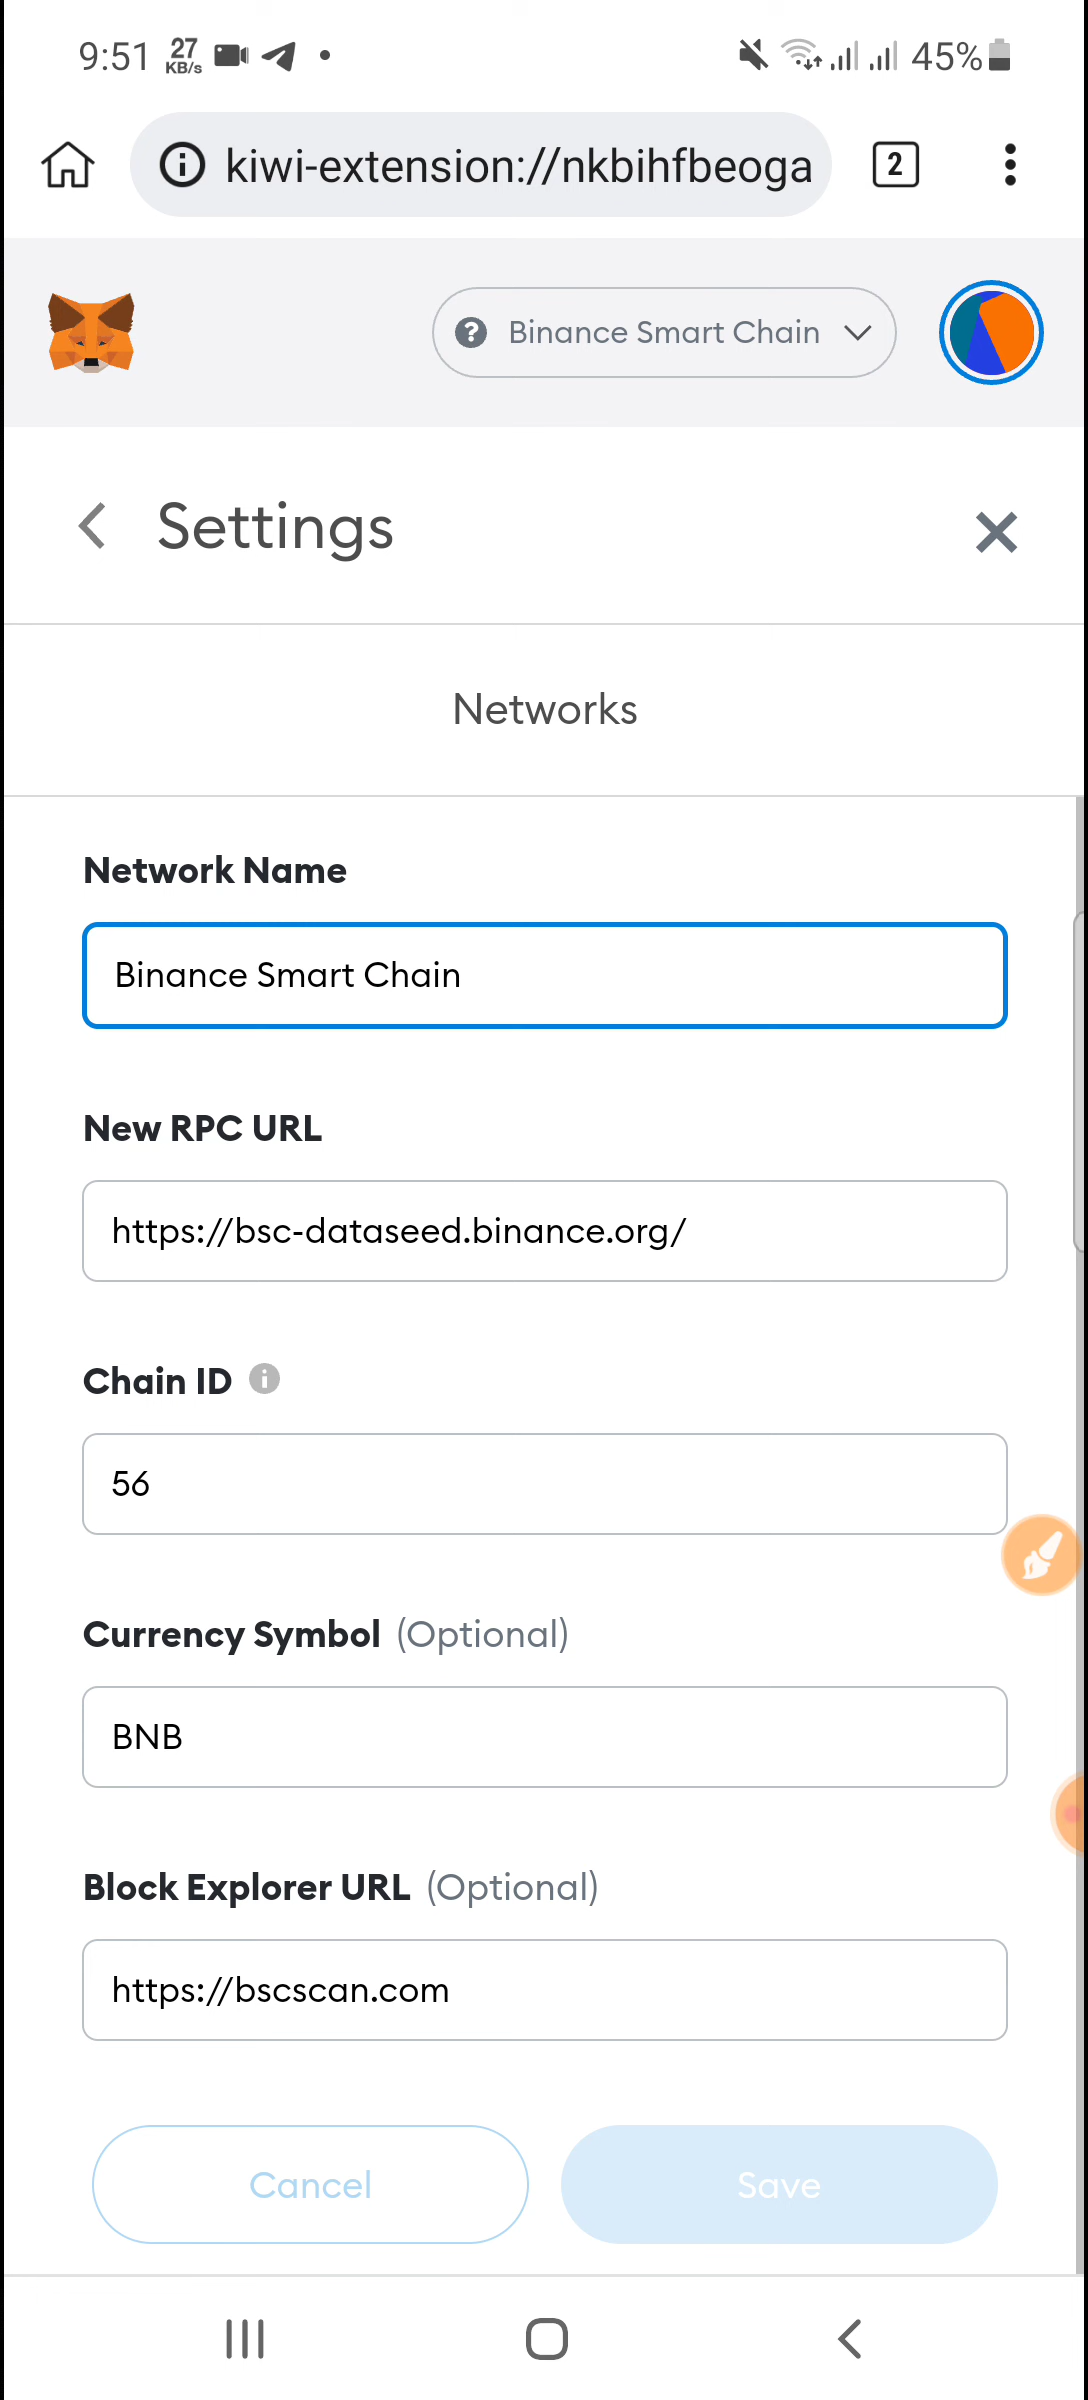 9:51 27 KB/s 45%
kiwi-extension://nkbihfbeoga 2
Binance Smart Chain
Settings
Networks
Network Name
Binance Smart Chain
New RPC URL
https://bsc-dataseed.binance.org/
Chain ID
56
Currency Symbol (Optional)
BNB
Block Explorer URL (Optional)
https://bscscan.com
Cancel Save